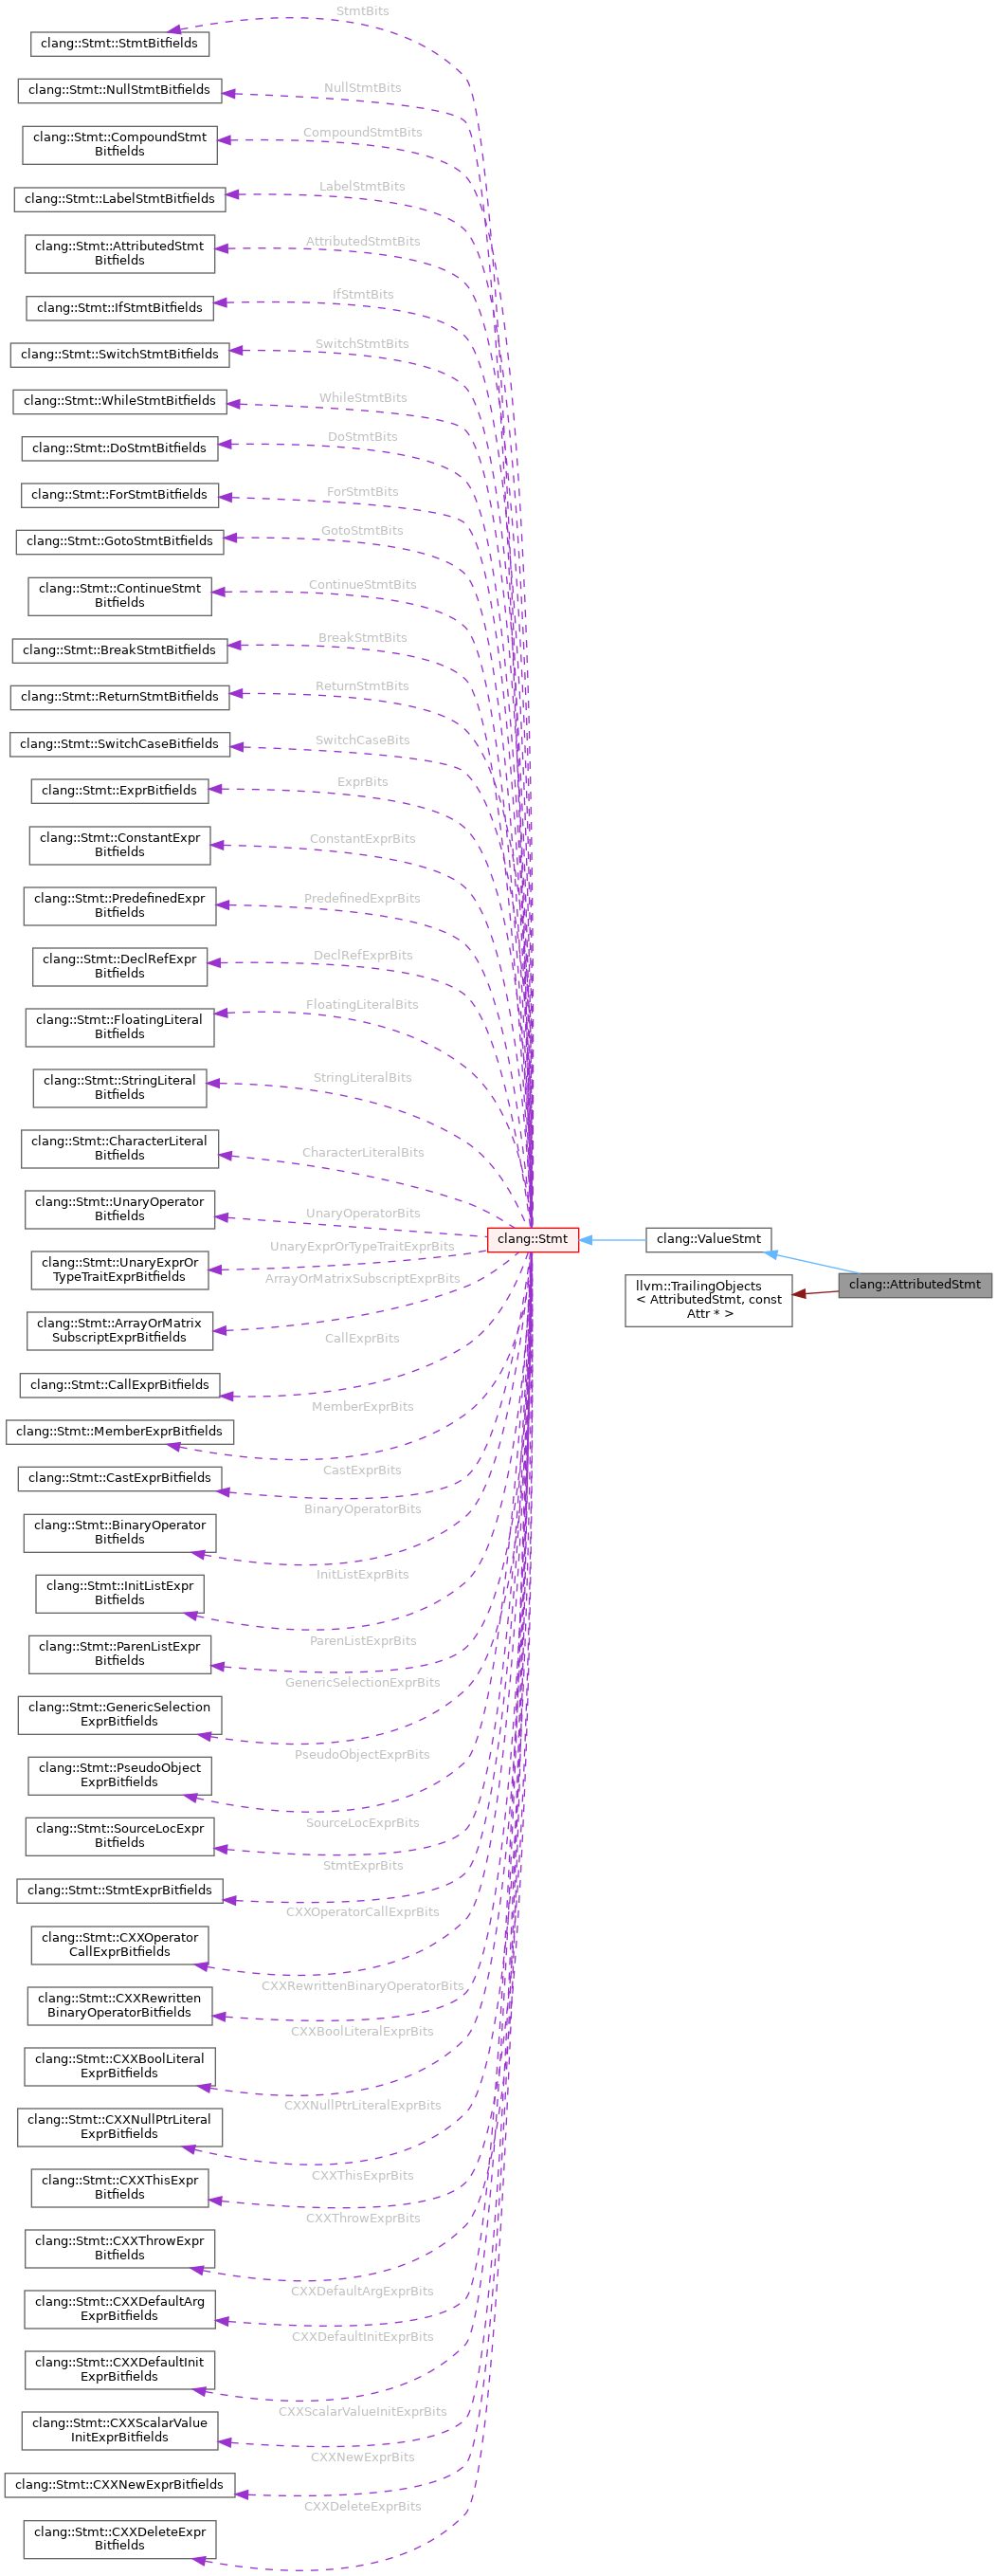 StmtBits
clang::Stmt::StmtBitfields
NullStmtBits
clang::Stmt::NullStmtBitfields
CompoundStmtBits
clang::Stmt::CompoundStmt
Bitfields
LabelStmtBits
clang::Stmt::LabelStmtBitfields
AttributedStmtBits
clang::Stmt::AttributedStmt
Bitfields
IfStmtBits
clang::Stmt::IfStmtBitfields
SwitchStmtBits
clang::Stmt::SwitchStmtBitfields
WhileStmtBits
clang::Stmt::WhileStmtBitfields
DoStmtBits
clang::Stmt::DoStmtBitfields
ForStmtBits
clang::Stmt::ForStmtBitfields
GotoStmtBits
clang::Stmt::GotoStmtBitfields
ContinueStmtBits
clang::Stmt::ContinueStmt
Bitfields
BreakStmtBits
clang::Stmt::BreakStmtBitfields
ReturnStmtBits
clang::Stmt::ReturnStmtBitfields
SwitchCaseBits
clang::Stmt::SwitchCaseBitfields
ExprBits
clang::Stmt::ExprBitfields
ConstantExprBits
clang::Stmt::ConstantExpr
Bitfields
PredefinedExprBits
clang::Stmt::PredefinedExpr
Bitfields
DeclRefExprBits
clang::Stmt::DeclRefExpr
Bitfields
FloatingLiteralBits
clang::Stmt::FloatingLiteral
Bitfields
StringLiteralBits
clang::Stmt::StringLiteral
Bitfields
CharacterLiteralBits
clang::Stmt::CharacterLiteral
Bitfields
UnaryOperatorBits
clang::Stmt::UnaryOperator
Bitfields
clang::Stmt
clang::ValueStmt
UnaryExprOrTypeTraitExprBits
clang::Stmt::UnaryExprOr
TypeTraitExprBitfields
ArrayOrMatrixSubscriptExprBits
llvm::TrailingObjects
< AttributedStmt, const
Attr * >
clang::AttributedStmt
clang::Stmt::ArrayOrMatrix
SubscriptExprBitfields
CallExprBits
clang::Stmt::CallExprBitfields
MemberExprBits
clang::Stmt::MemberExprBitfields
CastExprBits
clang::Stmt::CastExprBitfields
BinaryOperatorBits
clang::Stmt::BinaryOperator
Bitfields
InitListExprBits
clang::Stmt::InitListExpr
Bitfields
ParenListExprBits
clang::Stmt::ParenListExpr
Bitfields
GenericSelectionExprBits
clang::Stmt::GenericSelection
ExprBitfields
PseudoObjectExprBits
clang::Stmt::PseudoObject
ExprBitfields
SourceLocExprBits
clang::Stmt::SourceLocExpr
Bitfields
StmtExprBits
clang::Stmt::StmtExprBitfields
CXXOperatorCallExprBits
clang::Stmt::CXXOperator
CallExprBitfields
CXXRewrittenBinaryOperatorBits
clang::Stmt::CXXRewritten
BinaryOperatorBitfields
CXXBoolLiteralExprBits
clang::Stmt::CXXBoolLiteral
ExprBitfields
CXXNullPtrLiteralExprBits
clang::Stmt::CXXNullPtrLiteral
ExprBitfields
CXXThisExprBits
clang::Stmt::CXXThisExpr
Bitfields
CXXThrowExprBits
clang::Stmt::CXXThrowExpr
Bitfields
CXXDefaultArgExprBits
clang::Stmt::CXXDefaultArg
ExprBitfields
CXXDefaultInitExprBits
clang::Stmt::CXXDefaultInit
ExprBitfields
CXXScalarValueInitExprBits
clang::Stmt::CXXScalarValue
InitExprBitfields
CXXNewExprBits
clang::Stmt::CXXNewExprBitfields
CXXDeleteExprBits
clang::Stmt::CXXDeleteExpr
Bitfields